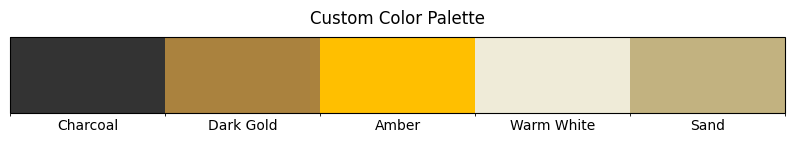 Custom Color Palette
Charcoal Dark Gold Amber Warm White Sand